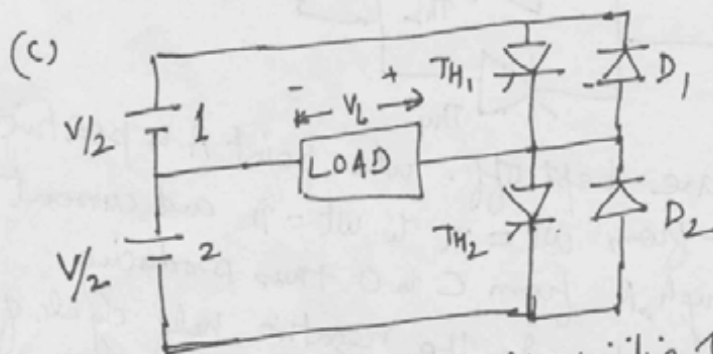 (C)
TH1
D1
- VL +
V/2
1
LOAD
TH2
D2
V/2
2